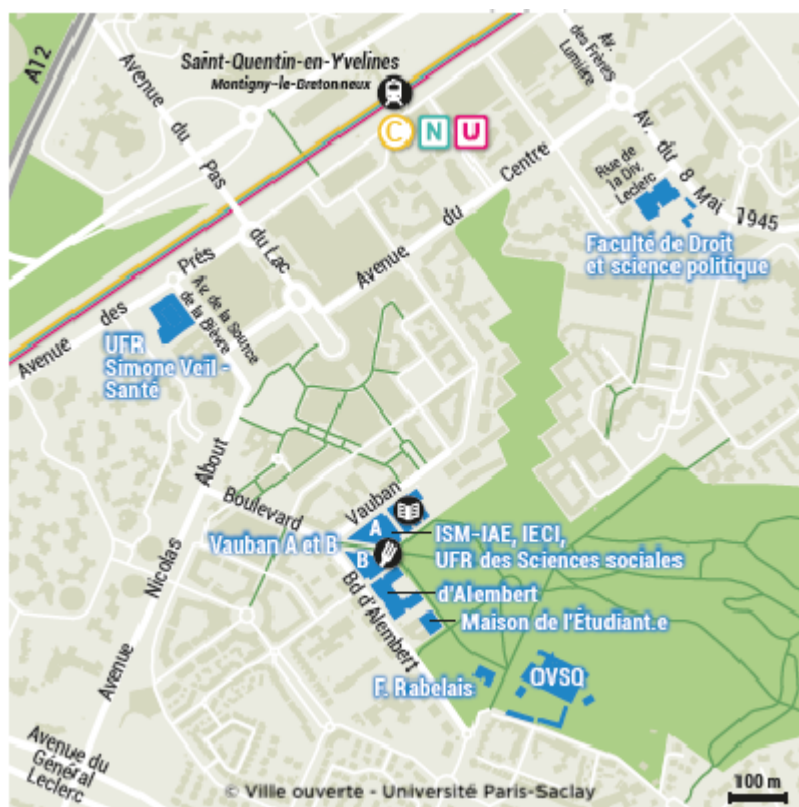 A12
Avenue du Pas du Lac
Saint-Quentin-en-Yvelines
Montigny-le-Bretonneux
C N U
Av. des Frères Lumière
Av. du 8 Mai 1945
Rue de
1a Div.
Leclerc
Faculté de Droit
et science politique
Avenue du Centre
Avenue des Prés
Av. de la Source
de la Bièvre
UFR
Simone Veil -
Santé
Avenue Nicolas About
Boulevard Vauban
Vauban A et B
A
B
ISM-IAE, IECI,
UFR des Sciences sociales
d'Alembert
Maison de l'Étudiant.e
Bd d'Alembert
F. Rabelais
OVSQ
Avenue du
Général
Leclerc
© Ville ouverte - Université Paris-Saclay
100 m